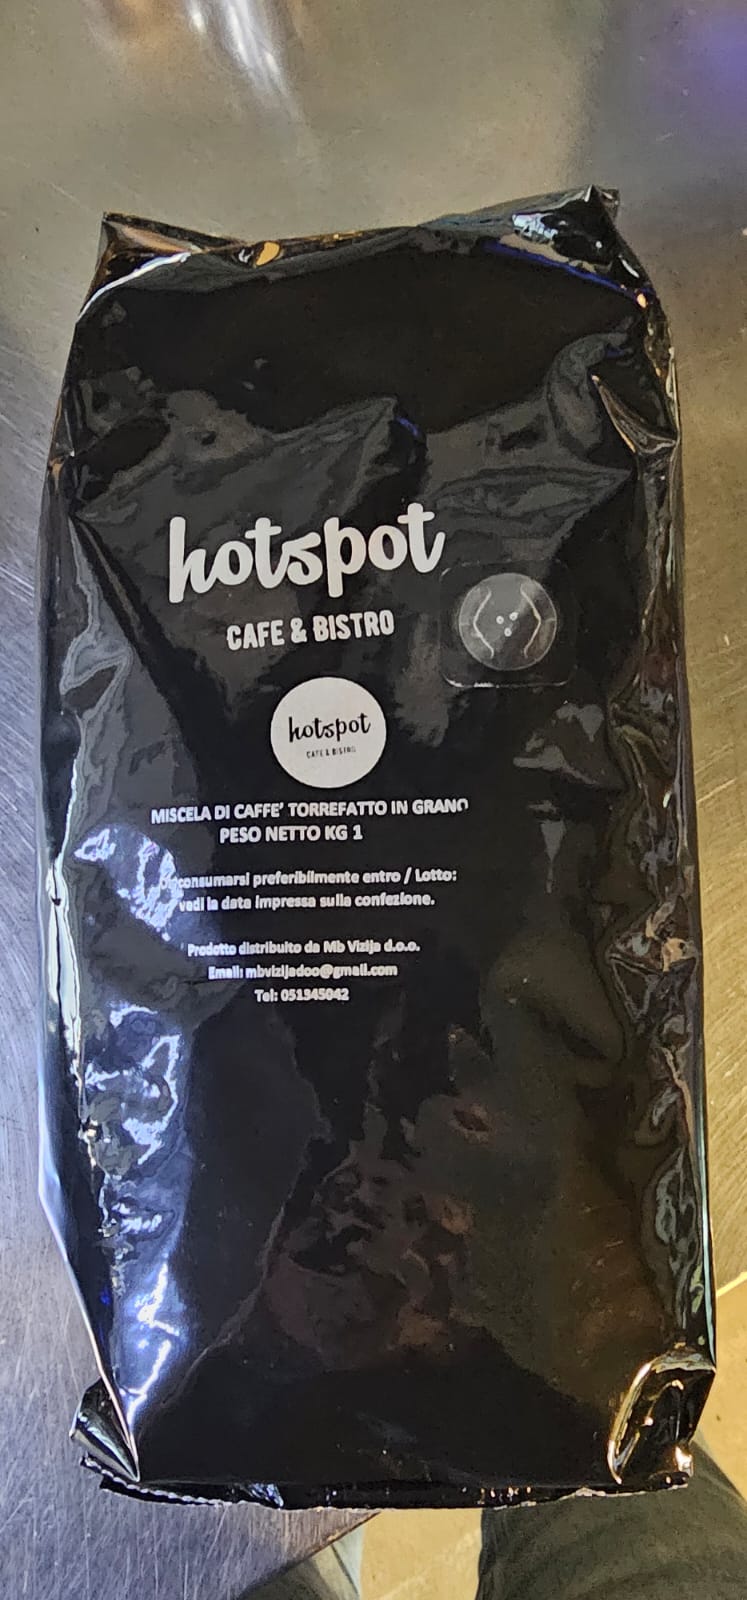 hotspot
CAFE & BISTRO
hotspot
CAFE & BISTRO
MISCELA DI CAFFE' TORREFATTO IN GRANO
PESO NETTO KG 1
consumarsi preferibilmente entro / Lotto:
vedi la data impressa sulla confezione.
Prodotto distribuito da Mb Vizija d.o.o.
Email: mbvizijadoo@gmail.com
Tel: 051345042